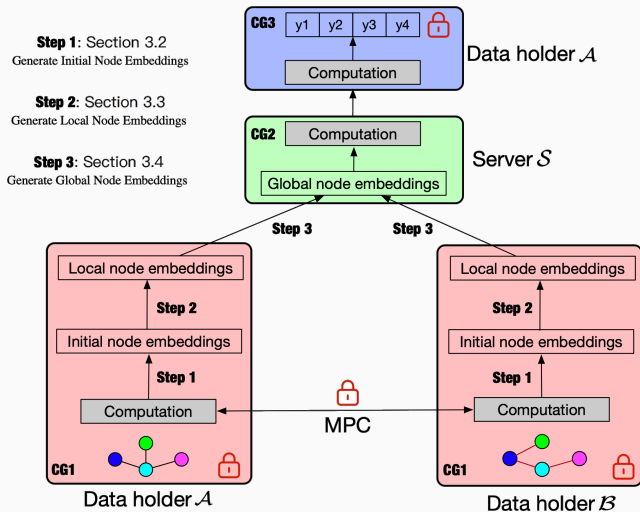 CG3
y1 y2 y3 y4
Computation
Data holder 𝒜
Step 1: Section 3.2
Generate Initial Node Embeddings
Step 2: Section 3.3
Generate Local Node Embeddings
Step 3: Section 3.4
Generate Global Node Embeddings
CG2
Computation
Global node embeddings
Server 𝒮
Step 3
Step 3
Local node embeddings
Step 2
Initial node embeddings
Step 1
Computation
CG1
Data holder 𝒜
MPC
Local node embeddings
Step 2
Initial node embeddings
Step 1
Computation
CG1
Data holder ℬ